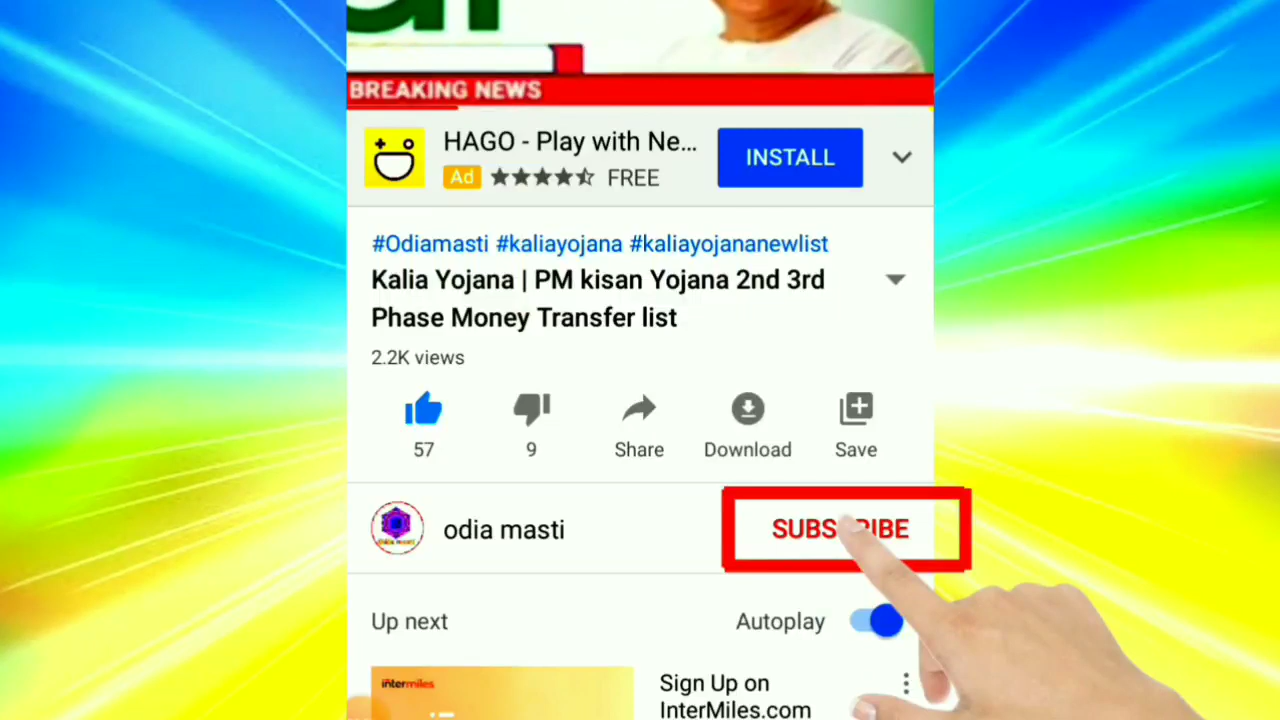 BREAKING NEWS
HAGO - Play with Ne...
INSTALL
Ad
FREE
#Odiamasti #kaliayojana #kaliayojananewlist
Kalia Yojana | PM kisan Yojana 2nd 3rd
Phase Money Transfer list
2.2K views
57
9
Share
Download
Save
odia masti
SUBSCRIBE
Up next
Autoplay
intermiles
Sign Up on
InterMiles.com